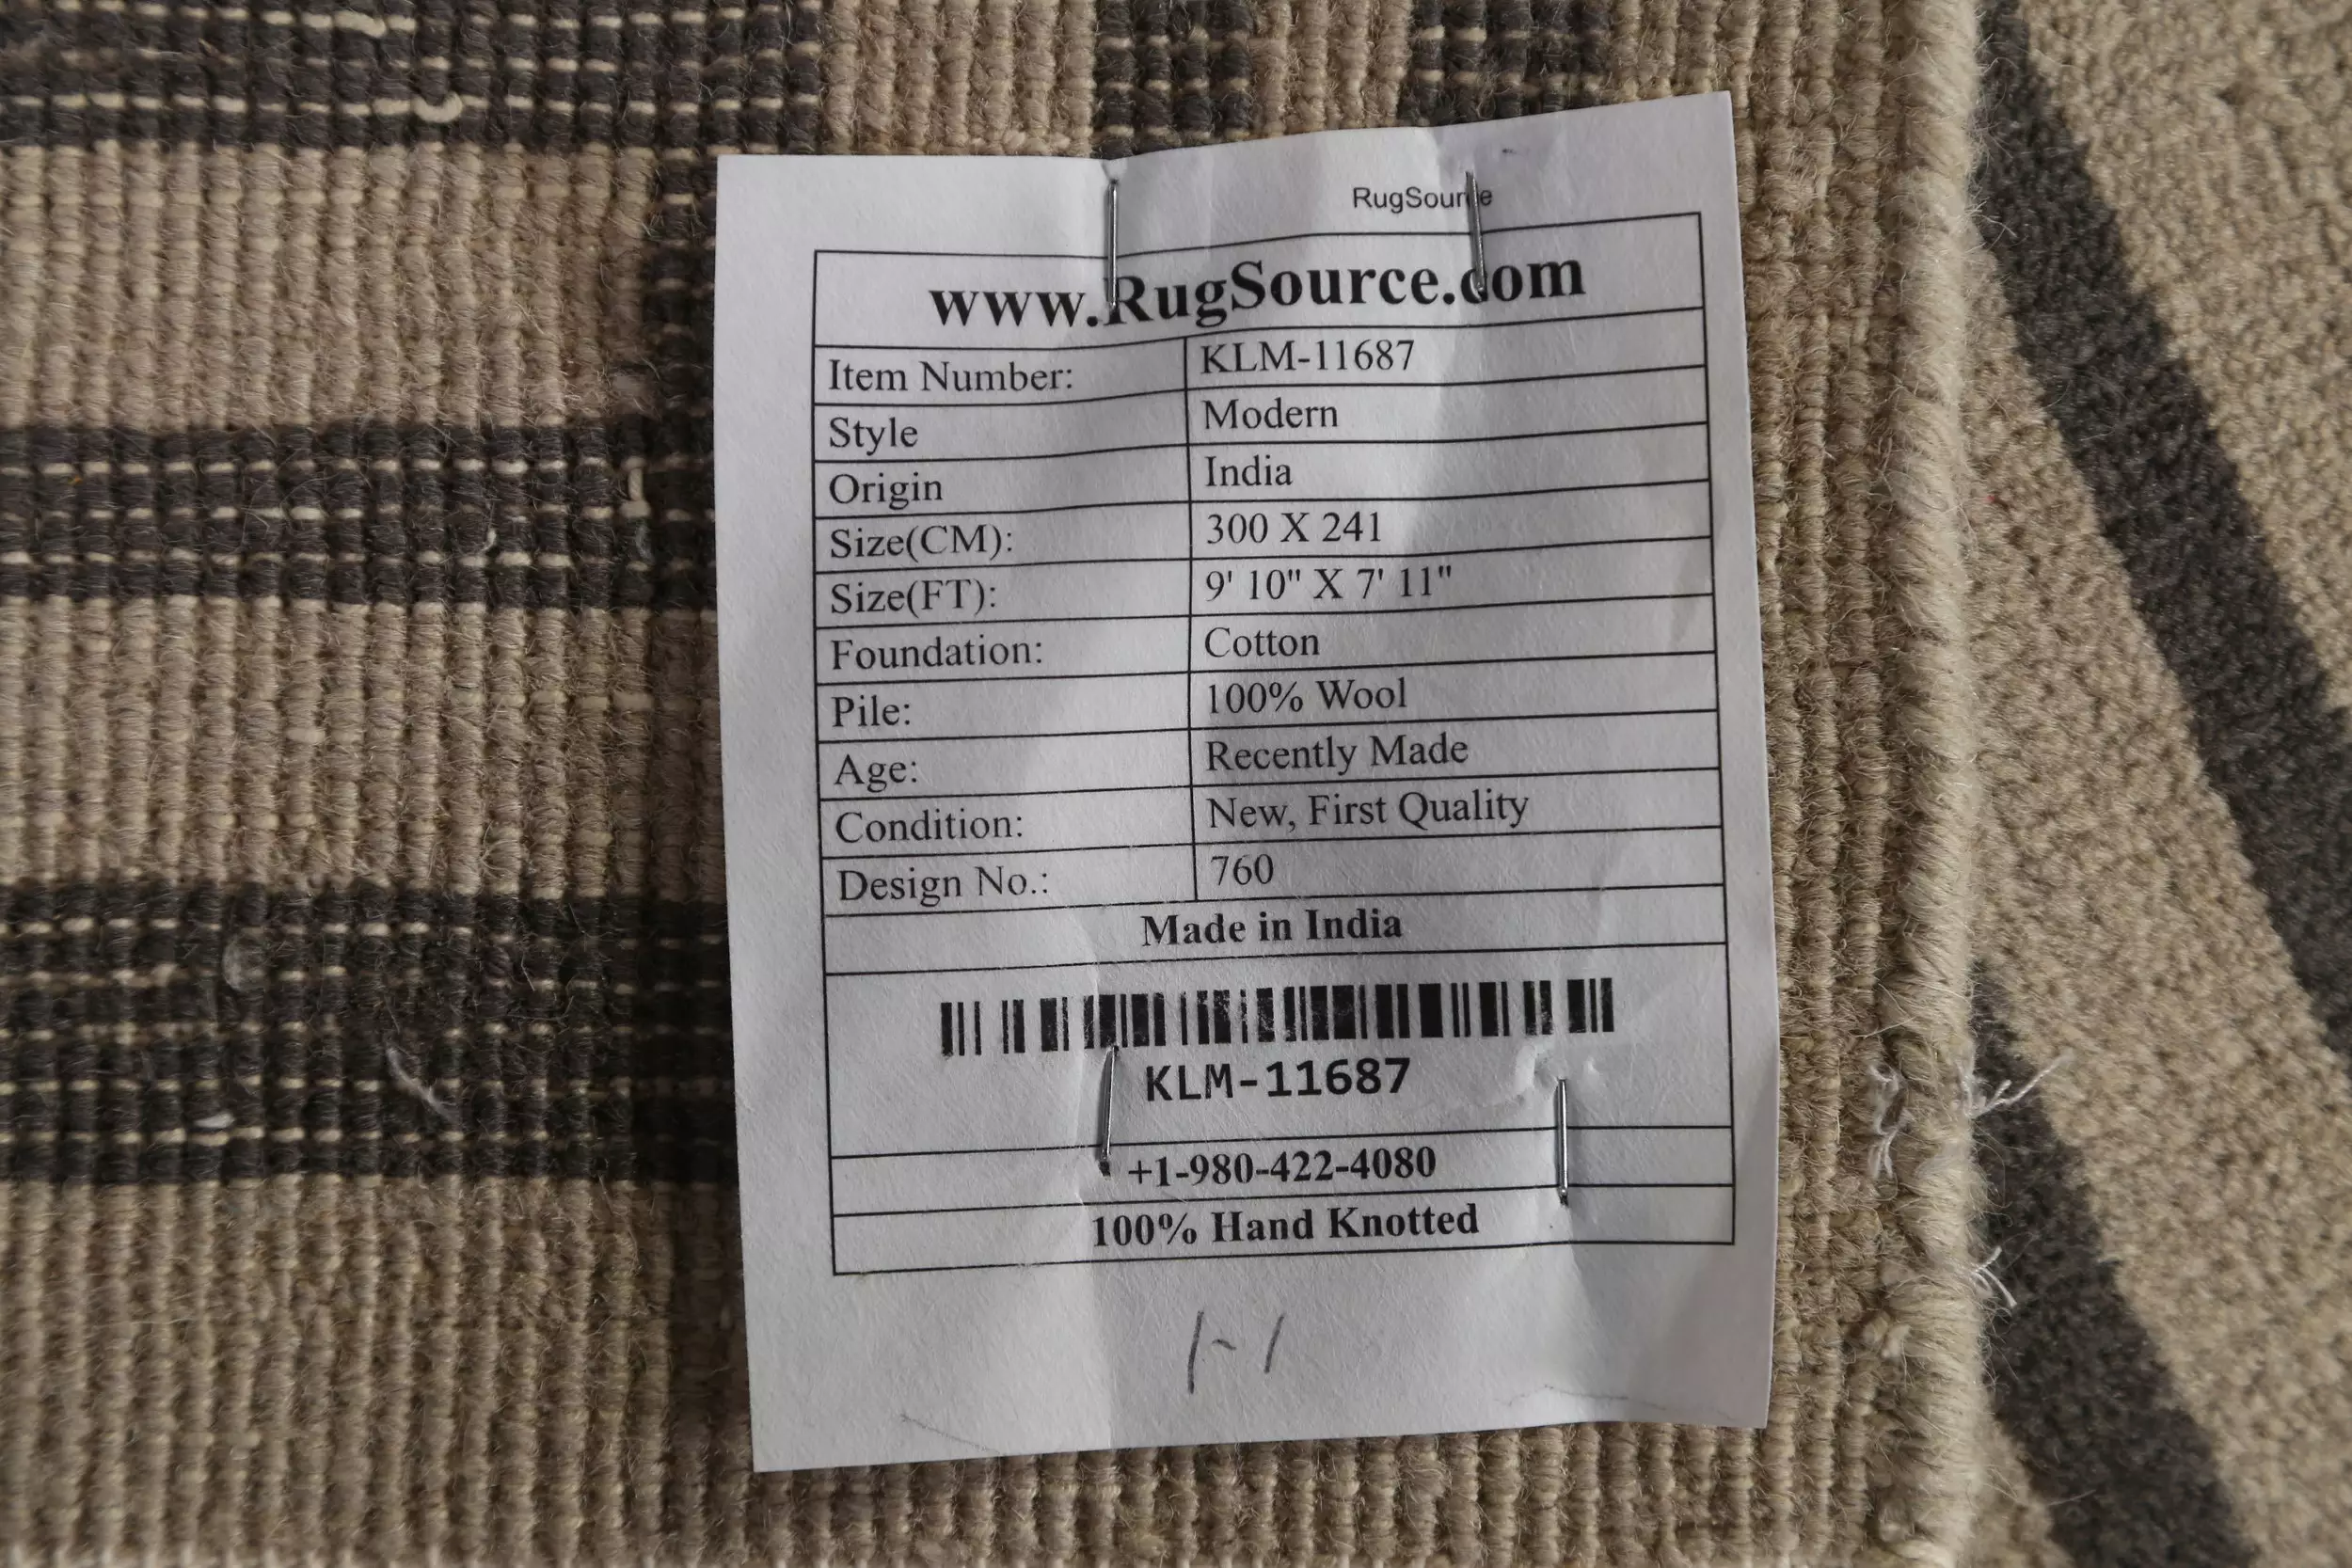 RugSource
www.RugSource.com
Item Number: KLM-11687
Style Modern
Origin India
Size(CM): 300 X 241
Size(FT): 9' 10" X 7' 11"
Foundation: Cotton
Pile: 100% Wool
Age: Recently Made
Condition: New, First Quality
Design No.: 760
Made in India
KLM-11687
+1-980-422-4080
100% Hand Knotted
1-1